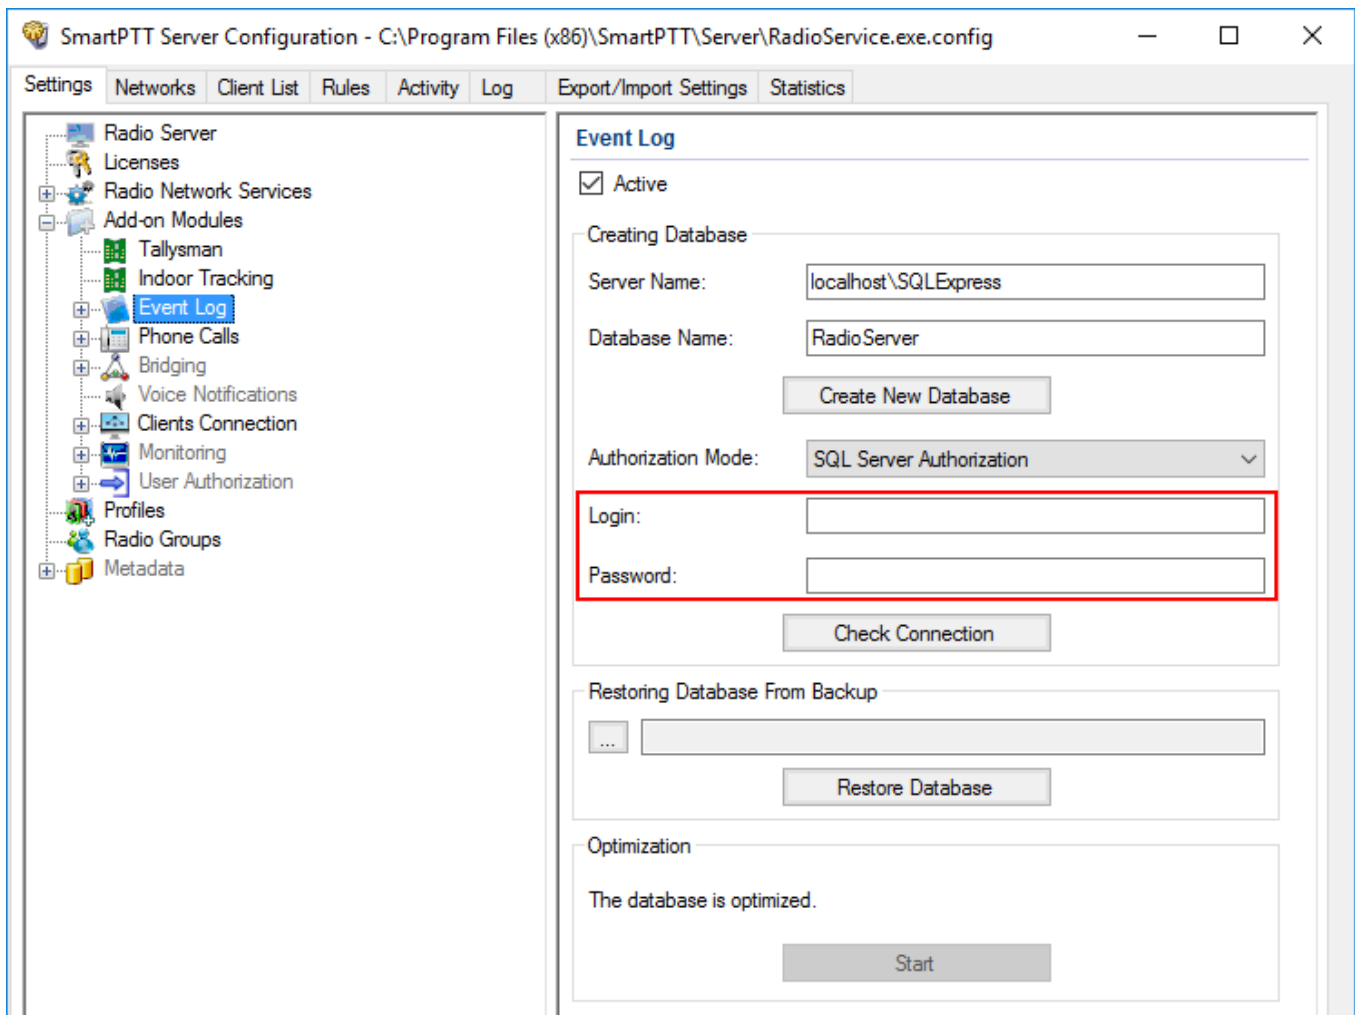 SmartPTT Server Configuration - C:\Program Files (x86)\SmartPTT\Server\RadioService.exe.config
Settings Networks Client List Rules Activity Log Export/Import Settings Statistics
Radio Server
Licenses
Radio Network Services
Add-on Modules
Tallysman
Indoor Tracking
Event Log
Phone Calls
Bridging
Voice Notifications
Clients Connection
Monitoring
User Authorization
Profiles
Radio Groups
Metadata
Event Log
Active
Creating Database
Server Name: localhost\SQLExpress
Database Name: RadioServer
Create New Database
Authorization Mode: SQL Server Authorization
Login:
Password:
Check Connection
Restoring Database From Backup
...
Restore Database
Optimization
The database is optimized.
Start